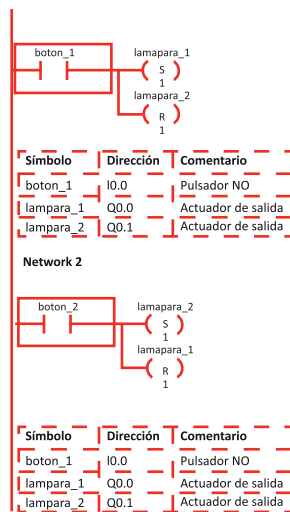 boton_1 lamapara_1
S
1
lamapara_2
R
1
Símbolo Dirección Comentario
boton_1 I0.0 Pulsador NO
lampara_1 Q0.0 Actuador de salida
lampara_2 Q0.1 Actuador de salida
Network 2
boton_2 lamapara_2
S
1
lamapara_1
R
1
Símbolo Dirección Comentario
boton_1 I0.0 Pulsador NO
lampara_1 Q0.0 Actuador de salida
lampara_2 Q0.1 Actuador de salida